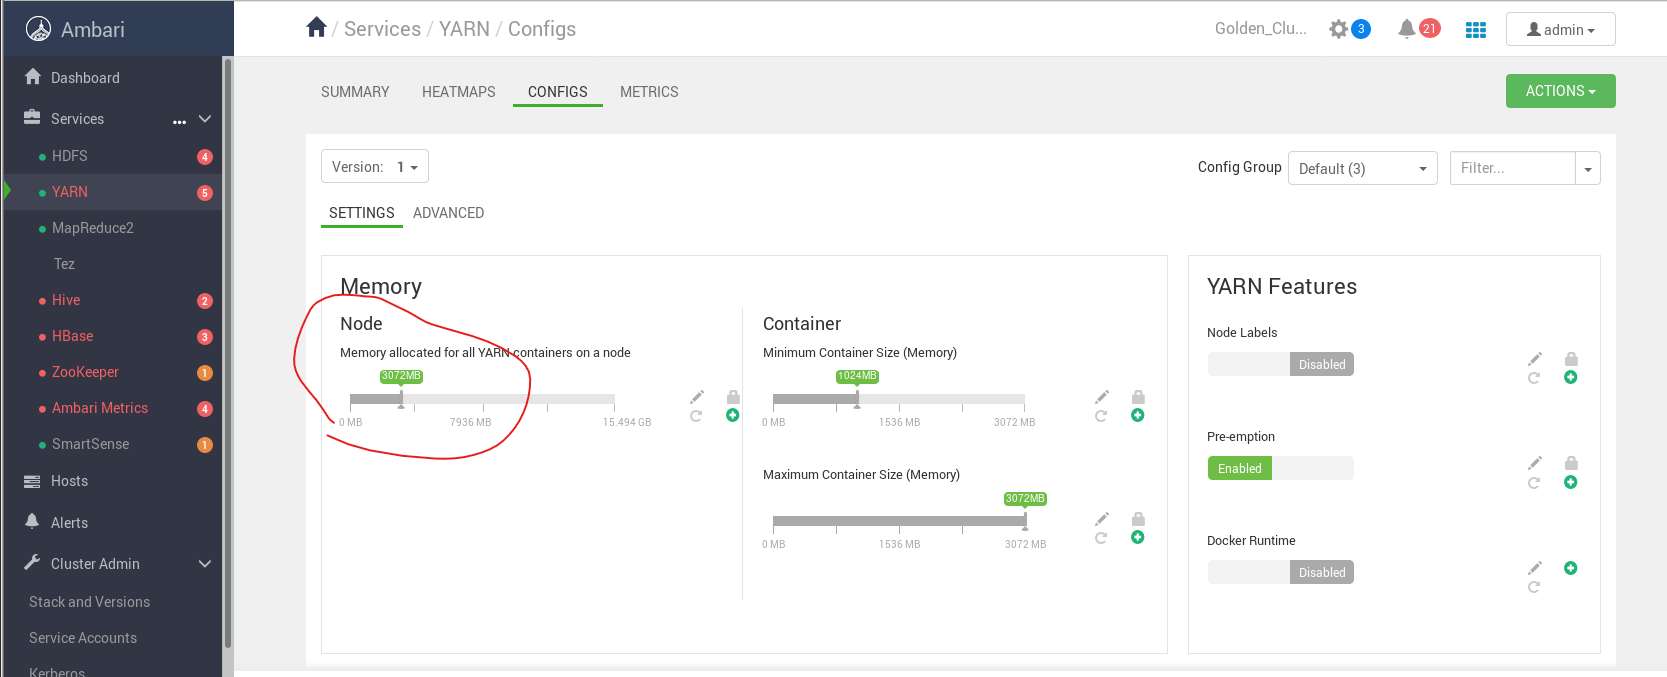 Ambari
/ Services / YARN / Configs
Golden_Clu...
3
21
admin
Dashboard
Services
...
HDFS 4
YARN 5
MapReduce2
Tez
Hive 2
HBase 3
ZooKeeper 1
Ambari Metrics 4
SmartSense 1
Hosts
Alerts
Cluster Admin
Stack and Versions
Service Accounts
Kerberos
SUMMARY HEATMAPS CONFIGS METRICS
ACTIONS
Version: 1
Config Group Default (3) Filter...
SETTINGS ADVANCED
Memory
Node
Memory allocated for all YARN containers on a node
3072MB
0 MB 7936 MB 15.494 GB
Container
Minimum Container Size (Memory)
1024MB
0 MB 1536 MB 3072 MB
Maximum Container Size (Memory)
3072MB
0 MB 1536 MB 3072 MB
YARN Features
Node Labels
Disabled
Pre-emption
Enabled
Docker Runtime
Disabled